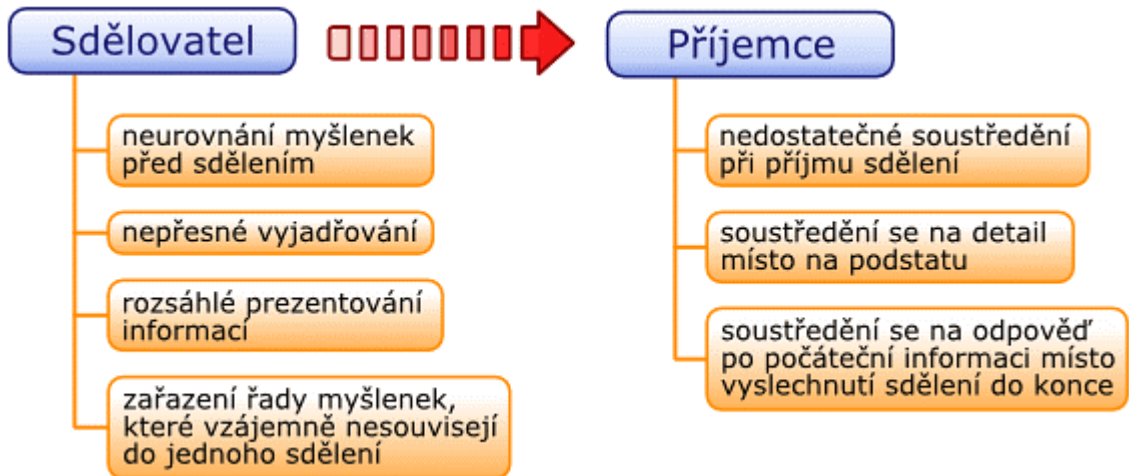 Sdělovatel
neurovnání myšlenek
před sdělením
nepřesné vyjadřování
rozsáhlé prezentování
informací
zařazení řady myšlenek,
které vzájemně nesouvisejí
do jednoho sdělení
Příjemce
nedostatečné soustředění
při příjmu sdělení
soustředění se na detail
místo na podstatu
soustředění se na odpověď
po počáteční informaci místo
vyslechnutí sdělení do konce